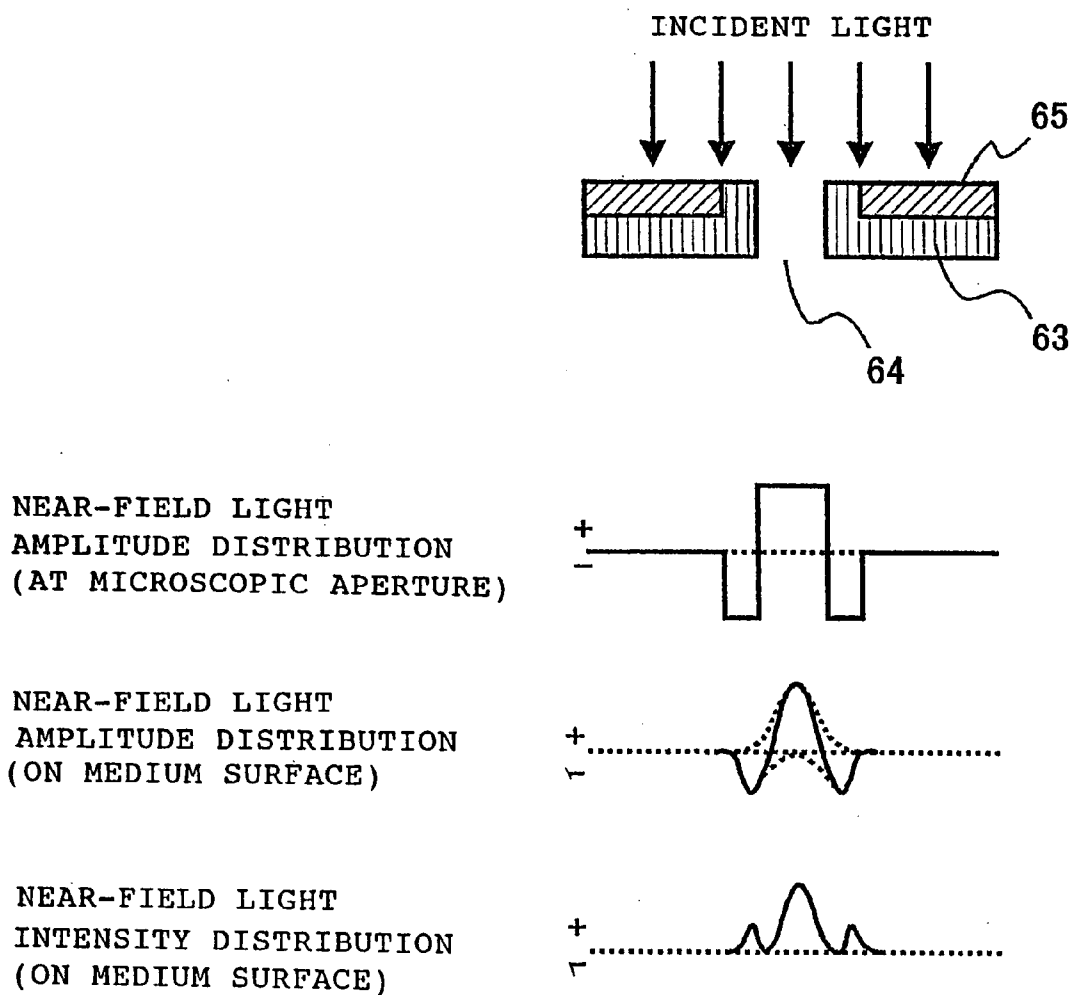 INCIDENT LIGHT
65
63
64
NEAR-FIELD LIGHT
AMPLITUDE DISTRIBUTION
(AT MICROSCOPIC APERTURE)
+
−
NEAR-FIELD LIGHT
AMPLITUDE DISTRIBUTION
(ON MEDIUM SURFACE)
+
NEAR-FIELD LIGHT
INTENSITY DISTRIBUTION
(ON MEDIUM SURFACE)
+